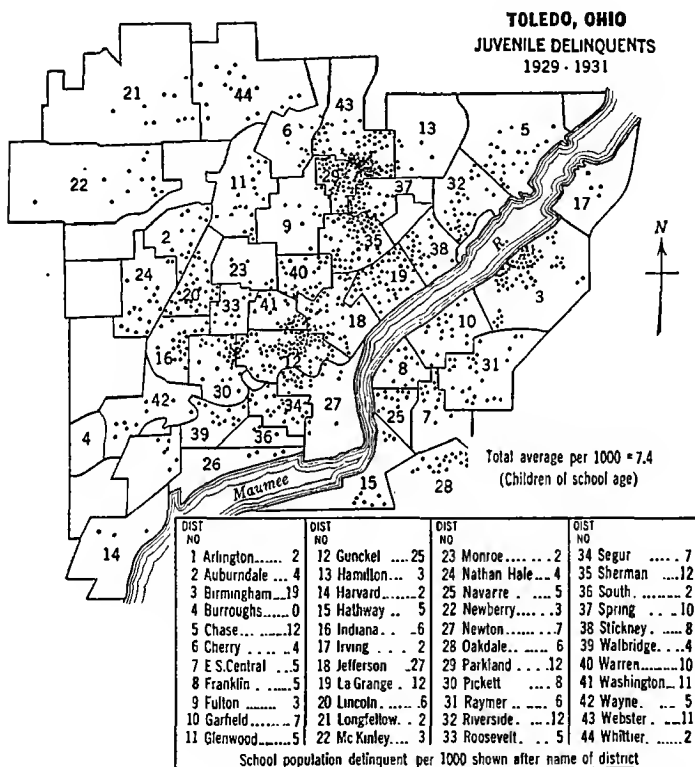 TOLEDO, OHIO
JUVENILE DELINQUENTS
1929 - 1931
21
44
43
6
13
5
22
11
37
32
17
9
35
2
38
R.
N
23
40
19
24
20
33
41
18
3
10
16
12
8
31
30
27
42
34
25
7
4
39
36
26
Maumee
15
28
14
Total average per 1000 = 7.4
(Children of school age)
DIST
NO
1 Arlington...... 2
2 Auburndale ... 4
3 Birmingham ...19
4 Burroughs.....0
5 Chase.........12
6 Cherry ..... 4
7 E S.Central ..5
8 Franklin .....5
9 Fulton ..... 3
10 Garfield.......7
11 Glenwood......5
DIST
NO
12 Gunckel ....25
13 Hamilton... 3
14 Harvard......2
15 Hathway .. 5
16 Indiana. ..6
17 Irving ... 2
18 Jefferson ..27
19 La Grange . 12
20 Lincoln. ....6
21 Longfellow. . 2
22 Mc Kinley.... 3
DIST
NO
23 Monroe...... 2
24 Nathan Hale..4
25 Navarre ... 5
22 Newberry.....3
27 Newton .....7
28 Oakdale.... 6
29 Parkland ...12
30 Pickett .... 8
31 Raymer ... 6
32 Riverside...12
33 Roosevelt. . 5
DIST
NO
34 Segur ..... 7
35 Sherman ....12
36 South....... 2
37 Spring ... 10
38 Stickney.. . 8
39 Walbridge. . 4
40 Warren......10
41 Washington.. 11
42 Wayne. ... 5
43 Webster... 11
44 Whittier.....2
School population delinquent per 1000 shown after name of district